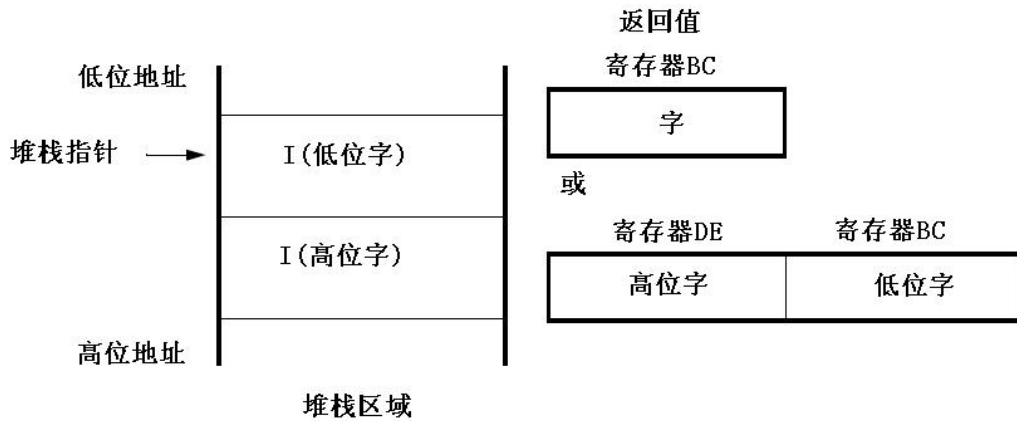 返回值
低位地址
寄存器BC
字
堆栈指针
I(低位字)
或
寄存器DE
寄存器BC
I(高位字)
高位字
低位字
高位地址
堆栈区域